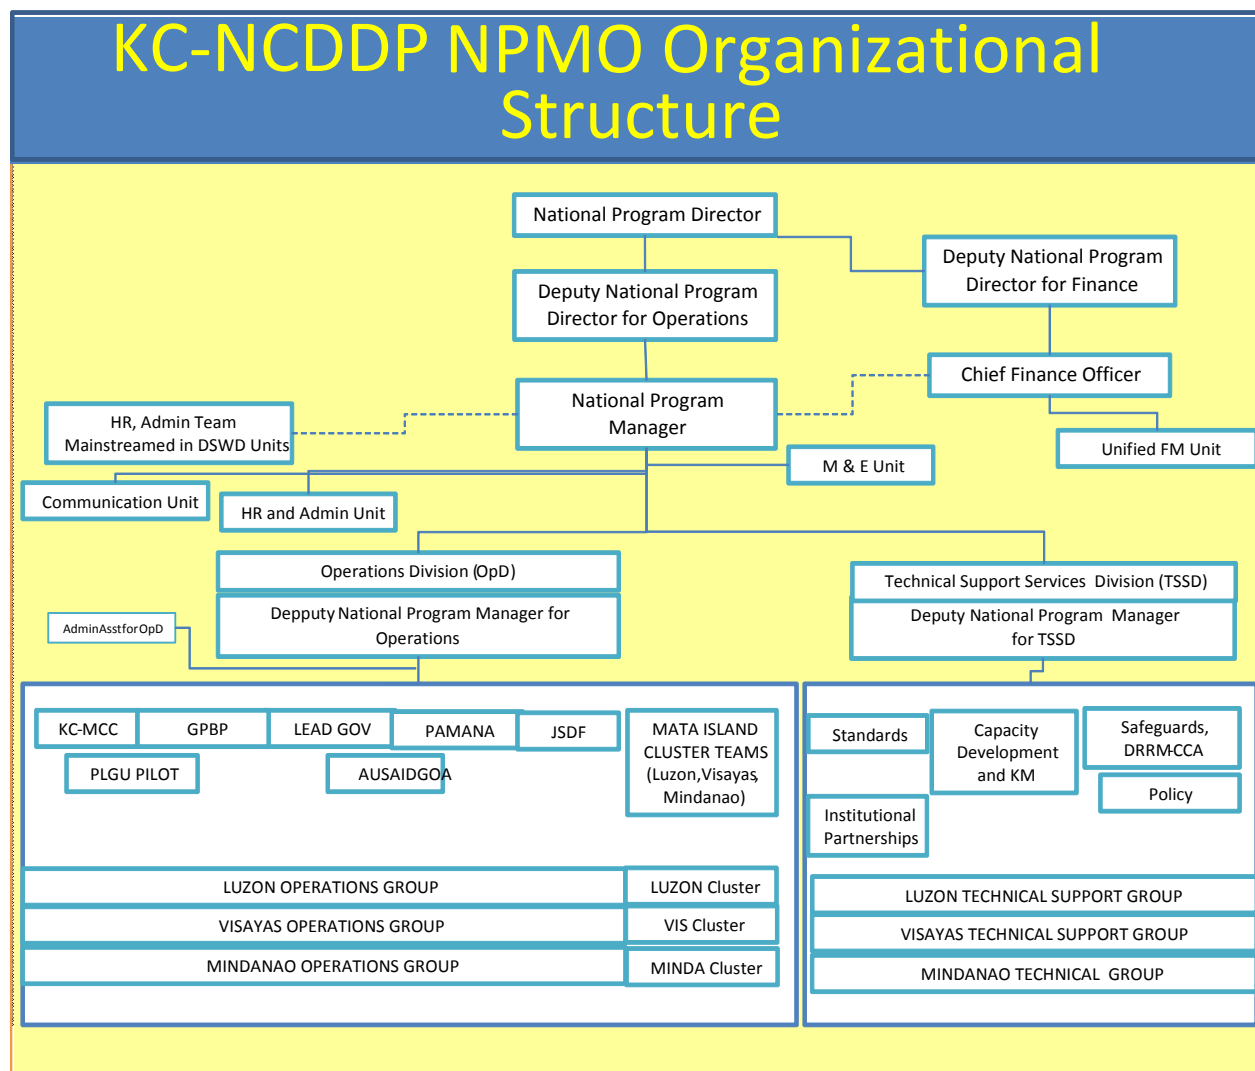 KC-NCDDP NPMO Organizational
Structure
National Program Director
Deputy National Program
Director for Finance
Deputy National Program
Director for Operations
Chief Finance Officer
National Program
Manager
HR, Admin Team
Mainstreamed in DSWD Units
Unified FM Unit
M & E Unit
Communication Unit
HR and Admin Unit
Operations Division (OpD)
Technical Support Services Division (TSSD)
Depputy National Program Manager for
Operations
Deputy National Program Manager
for TSSD
AdminAsstforOpD
KC-MCC
GPBP
LEAD GOV
PAMANA
JSDF
MATA ISLAND
CLUSTER TEAMS
(Luzon,Visayas,
Mindanao)
PLGU PILOT
AUSAIDGOA
Standards
Capacity
Development
and KM
Safeguards,
DRRM-CCA
Policy
Institutional
Partnerships
LUZON OPERATIONS GROUP
LUZON Cluster
VISAYAS OPERATIONS GROUP
VIS Cluster
MINDANAO OPERATIONS GROUP
MINDA Cluster
LUZON TECHNICAL SUPPORT GROUP
VISAYAS TECHNICAL SUPPORT GROUP
MINDANAO TECHNICAL GROUP